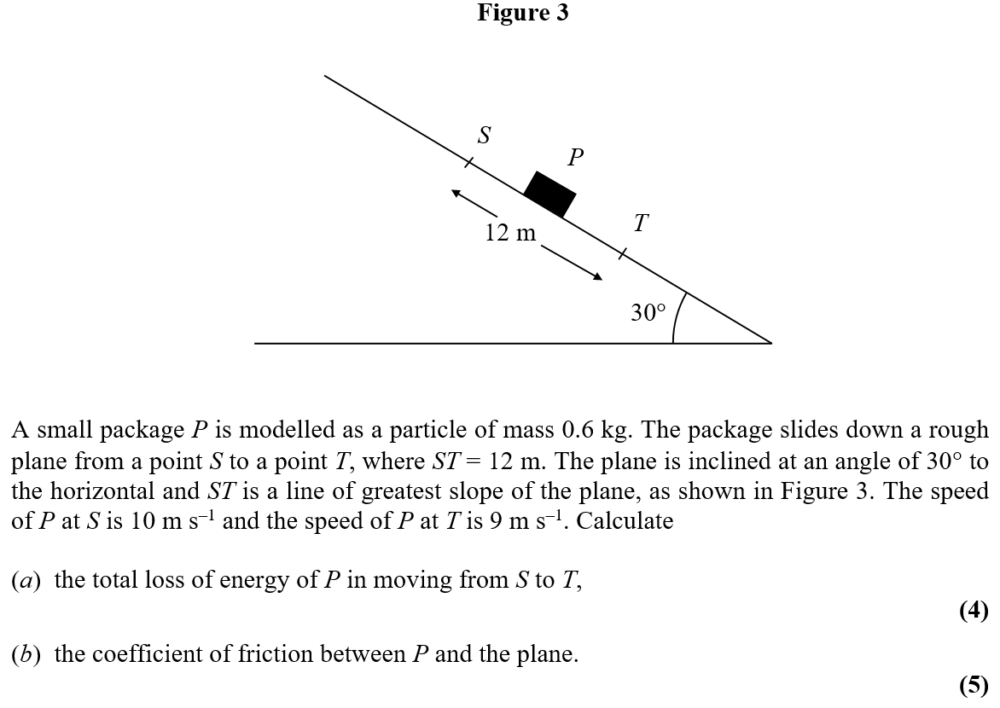 Figure 3
S
P
T
12 m
30°
A small package P is modelled as a particle of mass 0.6 kg. The package slides down a rough
plane from a point S to a point T, where ST = 12 m. The plane is inclined at an angle of 30° to
the horizontal and ST is a line of greatest slope of the plane, as shown in Figure 3. The speed
of P at S is 10 m s⁻¹ and the speed of P at T is 9 m s⁻¹. Calculate
(a) the total loss of energy of P in moving from S to T,
(4)
(b) the coefficient of friction between P and the plane.
(5)